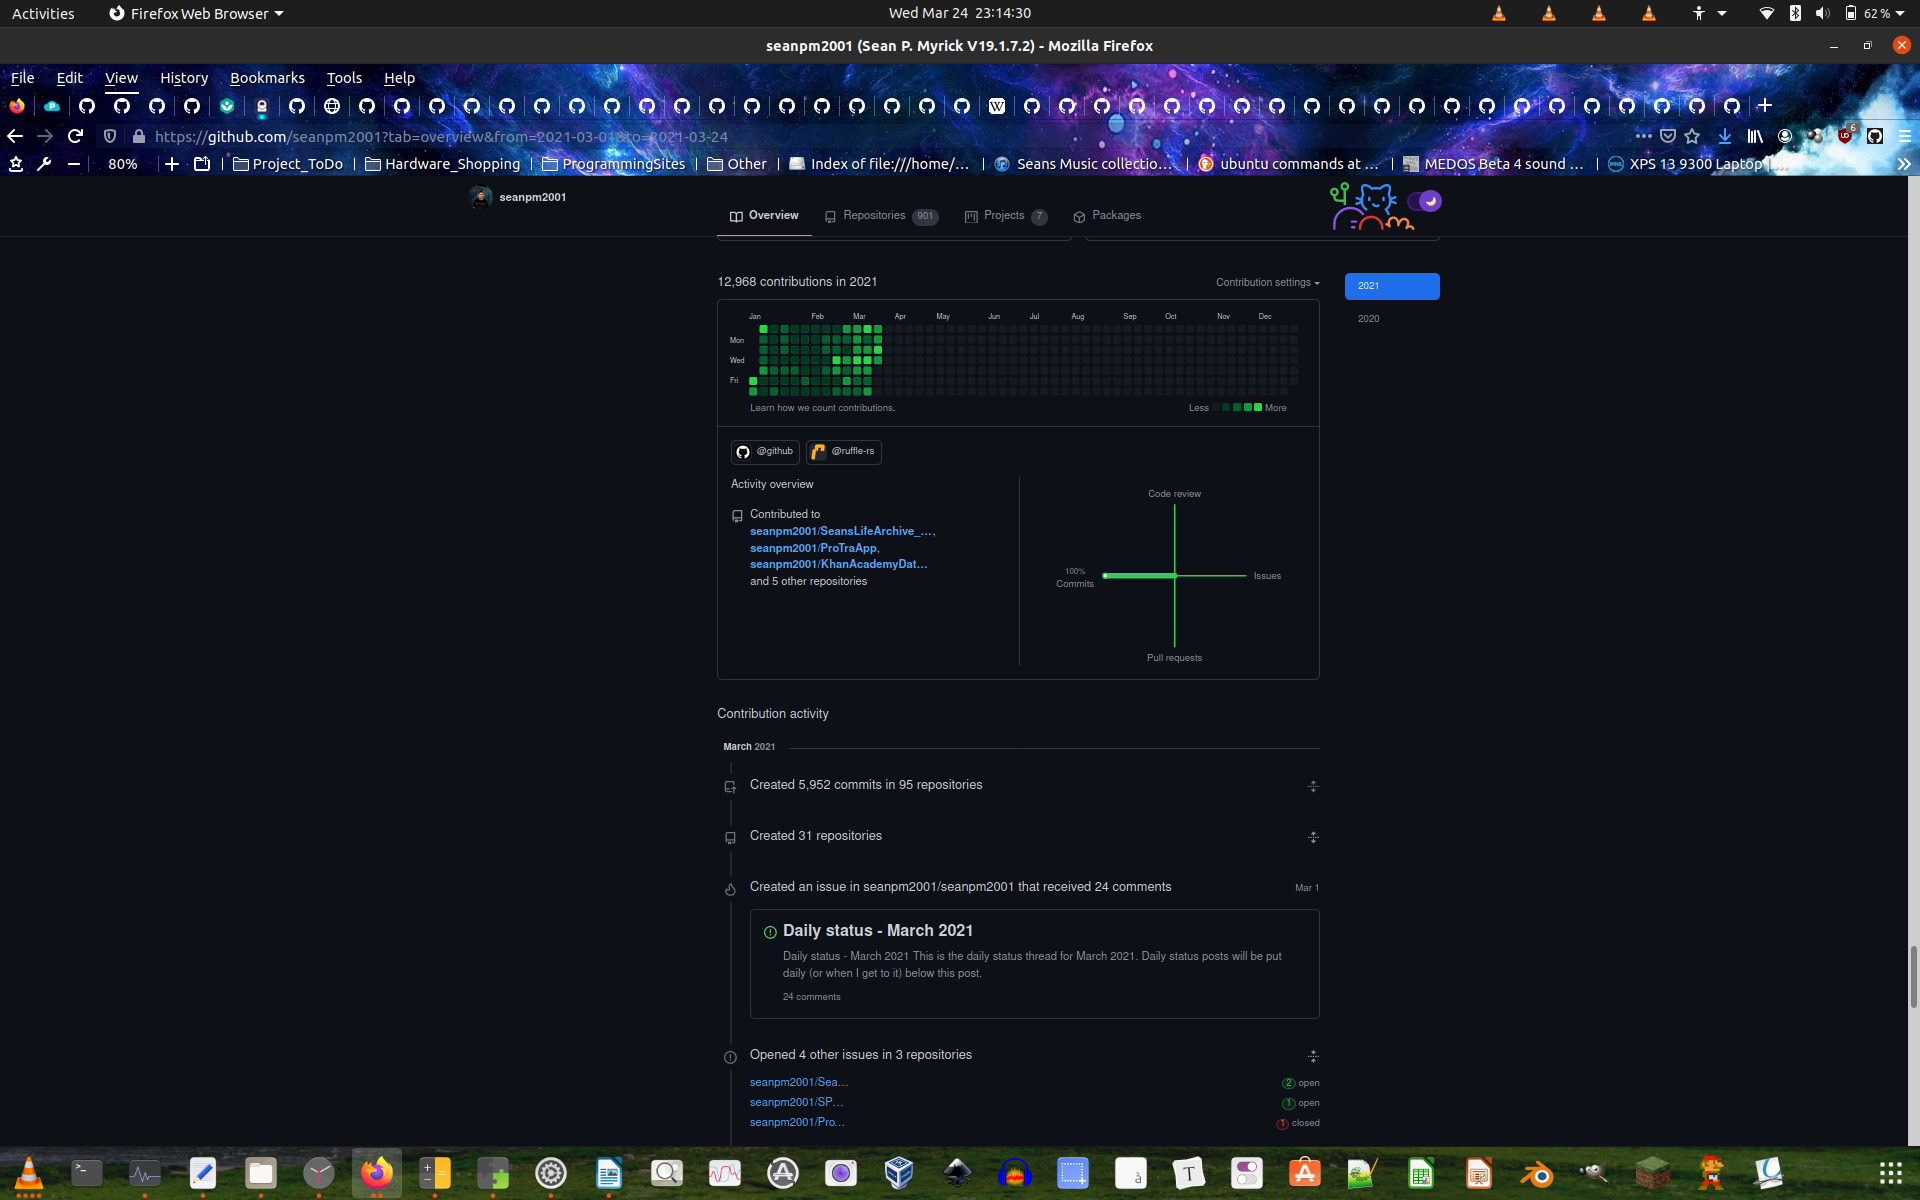 Activities
Firefox Web Browser
Wed Mar 24 23:14:30
62 %
seanpm2001 (Sean P. Myrick V19.1.7.2) - Mozilla Firefox
File Edit View History Bookmarks Tools Help
https://github.com/seanpm2001?tab=overview&from=2021-03-01&to=2021-03-24
6
80%
Project_ToDo
Hardware_Shopping
ProgrammingSites
Other
Index of file:///home/...
Seans Music collectio...
ubuntu commands at ...
MEDOS Beta 4 sound ...
XPS 13 9300 Laptop
seanpm2001
Overview
Repositories 901
Projects 7
Packages
12,968 contributions in 2021
Contribution settings
2021
2020
Jan Feb Mar Apr May Jun Jul Aug Sep Oct Nov Dec
Mon
Wed
Fri
Learn how we count contributions.
Less More
@github
@ruffle-rs
Activity overview
Contributed to
seanpm2001/SeansLifeArchive_...,
seanpm2001/ProTraApp,
seanpm2001/KhanAcademyDat...
and 5 other repositories
Code review
100%
Commits
Issues
Pull requests
Contribution activity
March 2021
Created 5,952 commits in 95 repositories
Created 31 repositories
Created an issue in seanpm2001/seanpm2001 that received 24 comments
Mar 1
Daily status - March 2021
Daily status - March 2021 This is the daily status thread for March 2021. Daily status posts will be put
daily (or when I get to it) below this post.
24 comments
Opened 4 other issues in 3 repositories
seanpm2001/Sea...
2 open
seanpm2001/SP...
1 open
seanpm2001/Pro...
1 closed